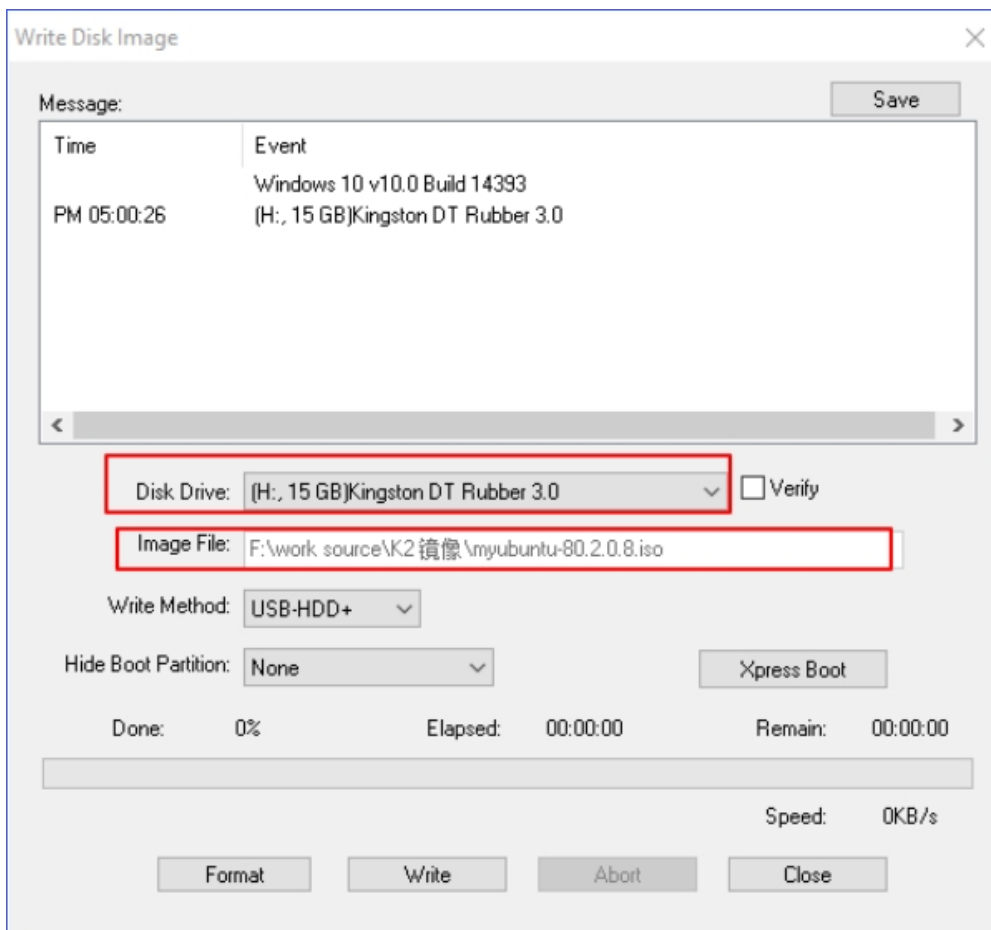 Write Disk Image
Message:
Save
Time Event
Windows 10 v10.0 Build 14393
PM 05:00:26 (H:, 15 GB)Kingston DT Rubber 3.0
Disk Drive: (H:, 15 GB)Kingston DT Rubber 3.0 Verify
Image File: F:\work source\K2镜像\myubuntu-80.2.0.8.iso
Write Method: USB-HDD+
Hide Boot Partition: None Xpress Boot
Done: 0% Elapsed: 00:00:00 Remain: 00:00:00
Speed: 0KB/s
Format Write Abort Close